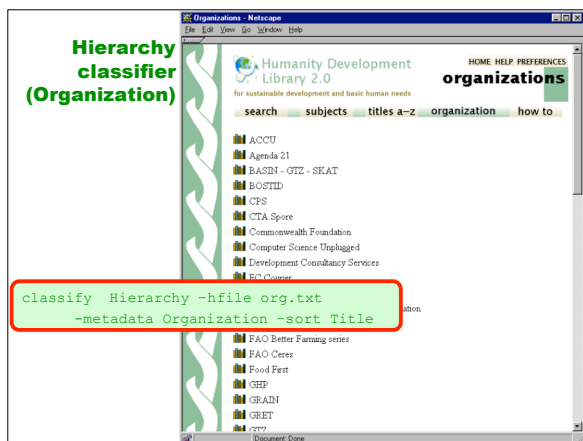 Hierarchy
classifier
(Organization)
Organizations - Netscape
File Edit View Go Window Help
Humanity Development
Library 2.0
for sustainable development and basic human needs
HOME HELP PREFERENCES
organizations
search subjects titles a–z organization how to
ACCU
Agenda 21
BASIN - GTZ - SKAT
BOSTID
CPS
CTA Spore
Commonwealth Foundation
Computer Science Unplugged
Development Consultancy Services
EC Courier
classify Hierarchy –hfile org.txt
–metadata Organization –sort Title
FAO Better Farming series
FAO Ceres
Food First
GHP
GRAIN
GRET
GTZ
Document: Done